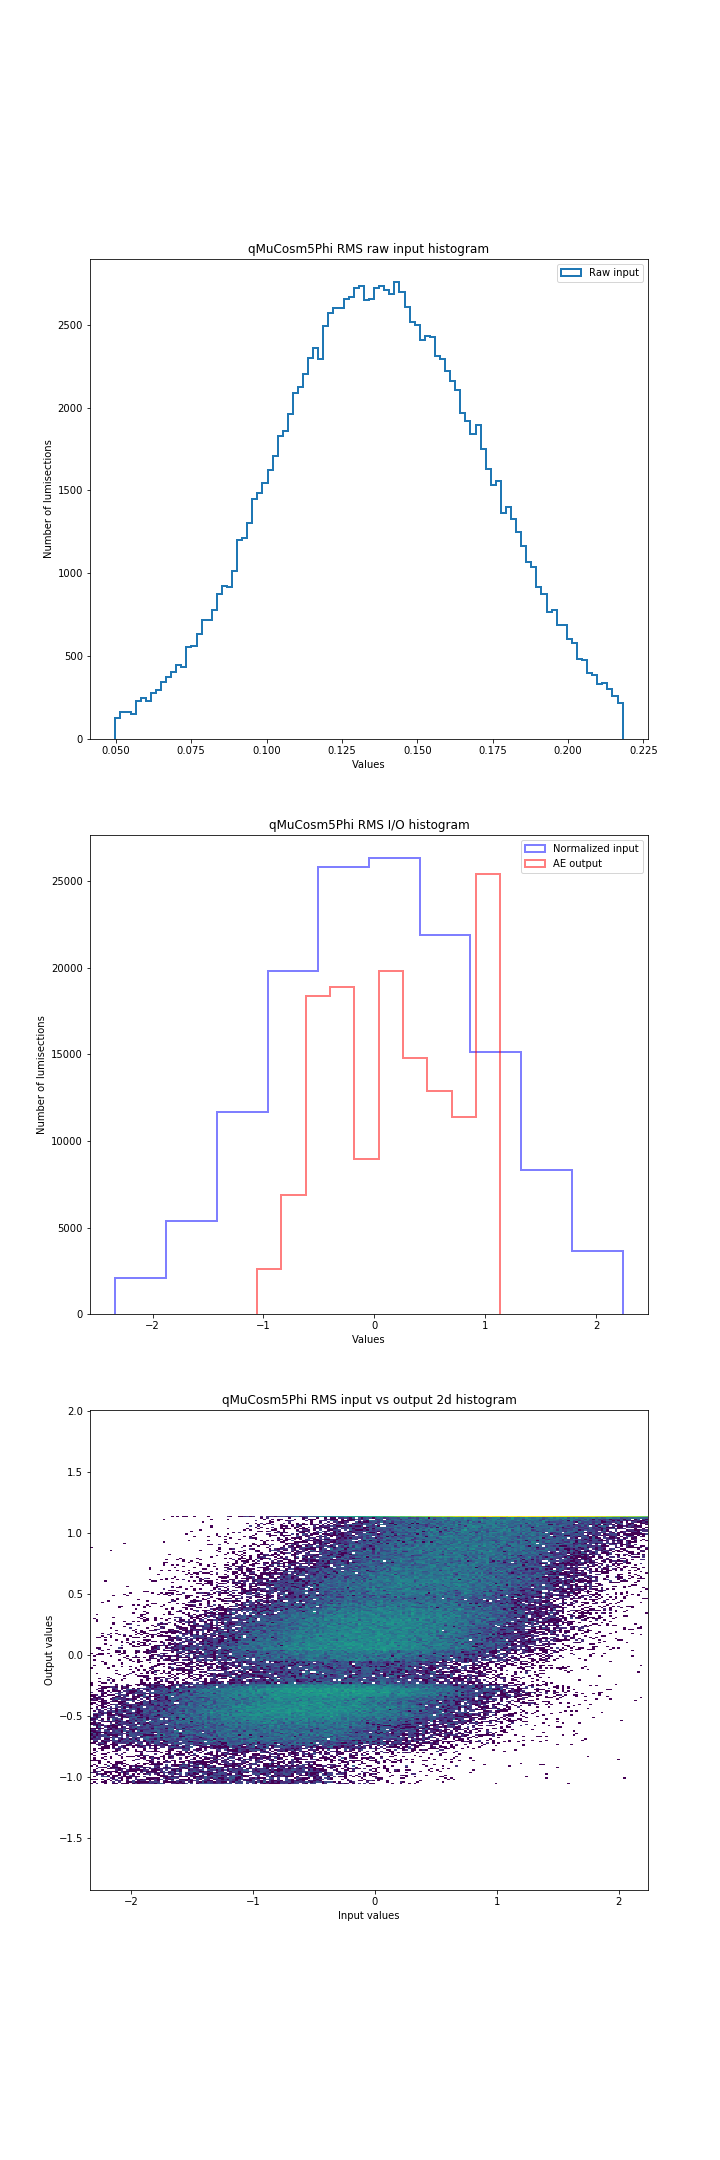 qMuCosm5Phi RMS raw input histogram
Raw input
2500
2000
1500
1000
500
0
Number of lumisections
0.050 0.075 0.100 0.125 0.150 0.175 0.200 0.225
Values
qMuCosm5Phi RMS I/O histogram
Normalized input
AE output
25000
20000
15000
10000
5000
0
Number of lumisections
−2 −1 0 1 2
Values
qMuCosm5Phi RMS input vs output 2d histogram
2.0
1.5
1.0
0.5
0.0
−0.5
−1.0
−1.5
Output values
−2 −1 0 1 2
Input values